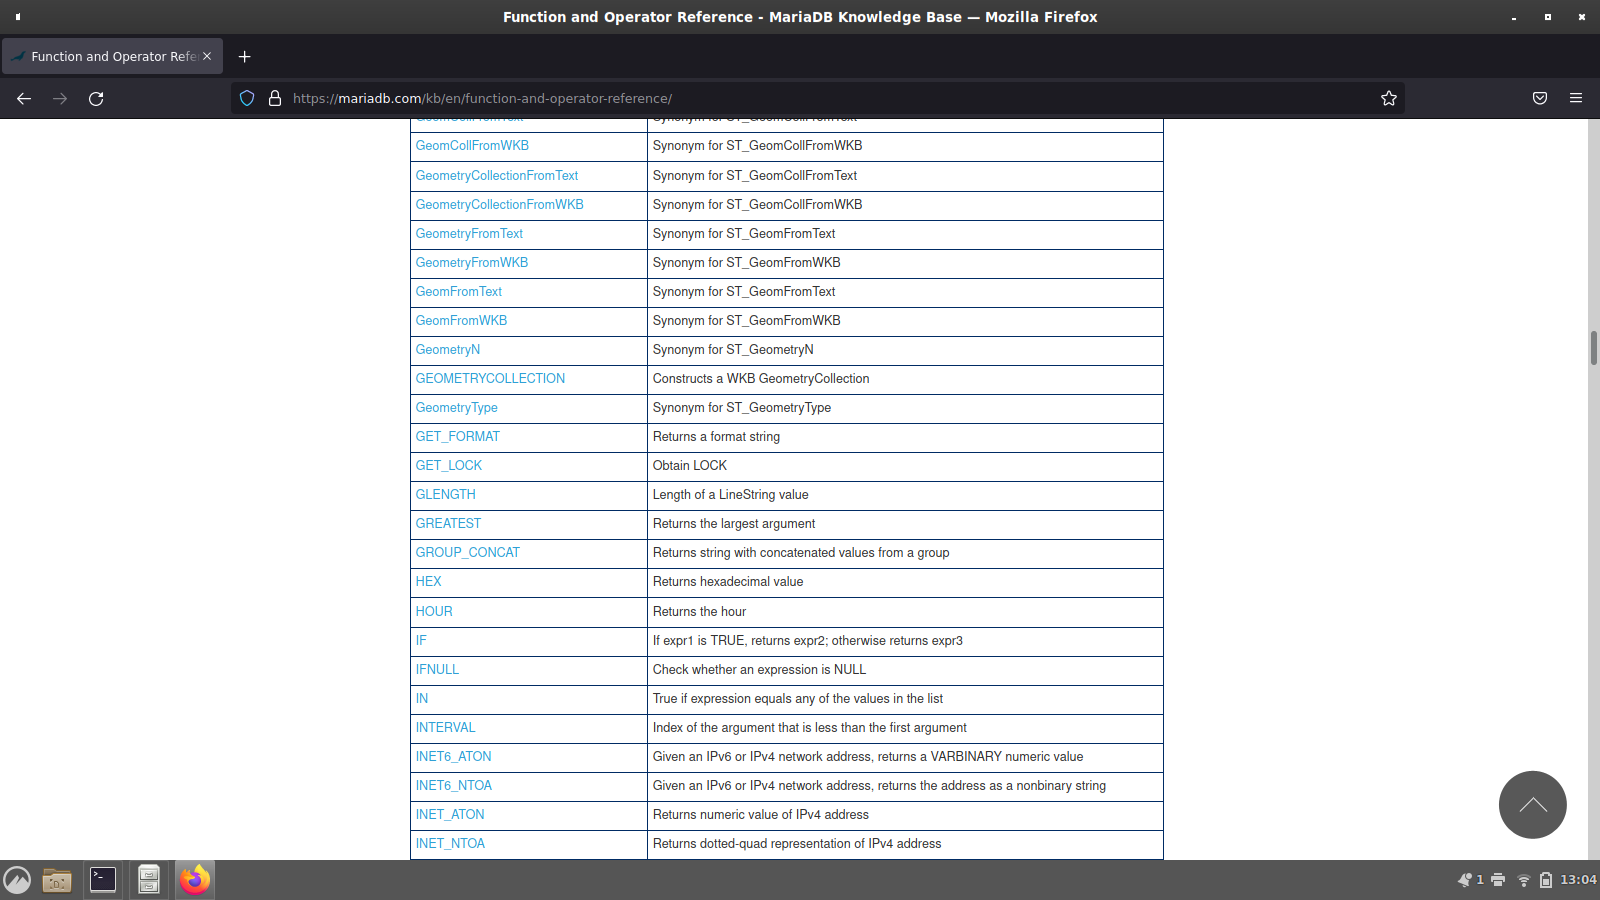 Function and Operator Reference - MariaDB Knowledge Base — Mozilla Firefox
Function and Operator Refe
https://mariadb.com/kb/en/function-and-operator-reference/
GeomCollFromText Synonym for ST_GeomCollFromText
GeomCollFromWKB Synonym for ST_GeomCollFromWKB
GeometryCollectionFromText Synonym for ST_GeomCollFromText
GeometryCollectionFromWKB Synonym for ST_GeomCollFromWKB
GeometryFromText Synonym for ST_GeomFromText
GeometryFromWKB Synonym for ST_GeomFromWKB
GeomFromText Synonym for ST_GeomFromText
GeomFromWKB Synonym for ST_GeomFromWKB
GeometryN Synonym for ST_GeometryN
GEOMETRYCOLLECTION Constructs a WKB GeometryCollection
GeometryType Synonym for ST_GeometryType
GET_FORMAT Returns a format string
GET_LOCK Obtain LOCK
GLENGTH Length of a LineString value
GREATEST Returns the largest argument
GROUP_CONCAT Returns string with concatenated values from a group
HEX Returns hexadecimal value
HOUR Returns the hour
IF If expr1 is TRUE, returns expr2; otherwise returns expr3
IFNULL Check whether an expression is NULL
IN True if expression equals any of the values in the list
INTERVAL Index of the argument that is less than the first argument
INET6_ATON Given an IPv6 or IPv4 network address, returns a VARBINARY numeric value
INET6_NTOA Given an IPv6 or IPv4 network address, returns the address as a nonbinary string
INET_ATON Returns numeric value of IPv4 address
INET_NTOA Returns dotted-quad representation of IPv4 address
1 13:04